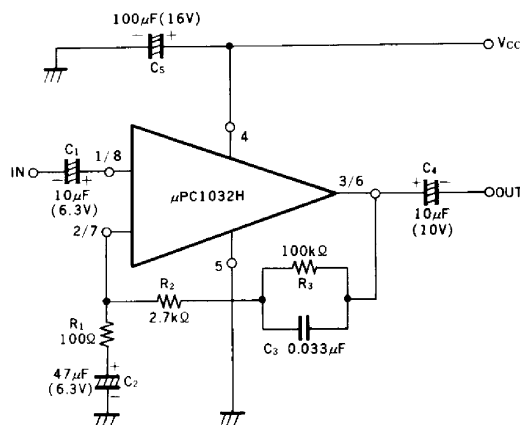 100μF(16V)
− +
C5
VCC
4
C1
IN
1/8
− +
10μF
(6.3V)
μPC1032H
3/6
C4
+ −
OUT
10μF
(10V)
2/7
5
100kΩ
R3
R2
2.7kΩ
R1
100Ω
C3 0.033μF
47μF
(6.3V)
+
C2
−